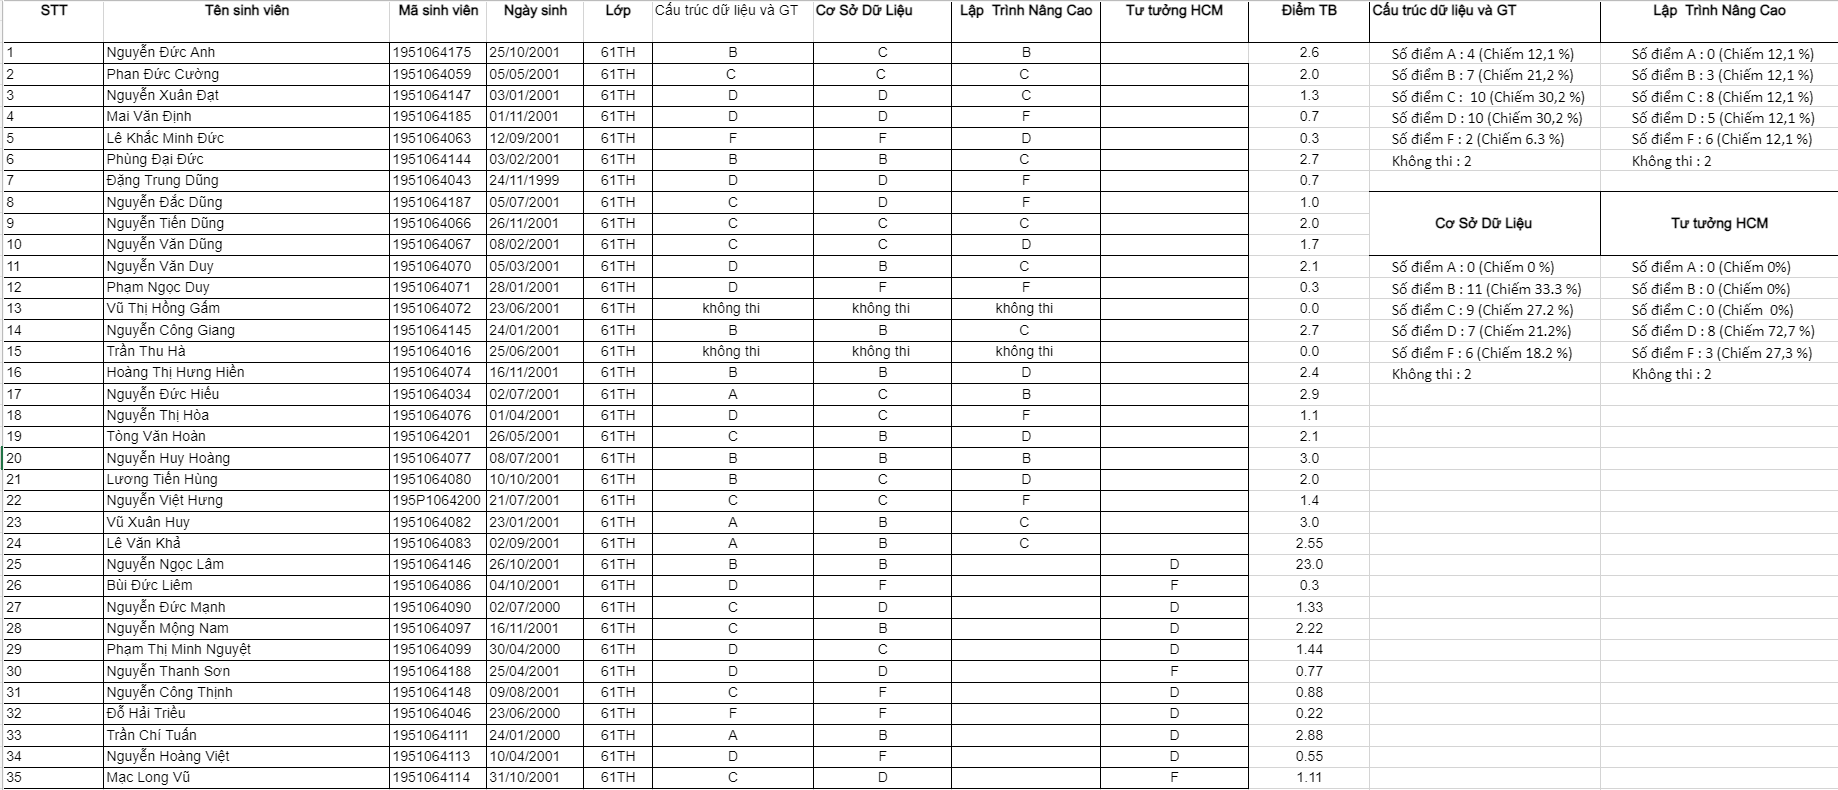 STT Tên sinh viên Mã sinh viên Ngày sinh Lớp Cấu trúc dữ liệu và GT Cơ Sở Dữ Liệu Lập Trình Nâng Cao Tư tưởng HCM Điểm TB Cấu trúc dữ liệu và GT Lập Trình Nâng Cao
1 Nguyễn Đức Anh 1951064175 25/10/2001 61TH B C B 2.6 Số điểm A : 4 (Chiếm 12,1 %) Số điểm A : 0 (Chiếm 12,1 %)
2 Phan Đức Cường 1951064059 05/05/2001 61TH C C C 2.0 Số điểm B : 7 (Chiếm 21,2 %) Số điểm B : 3 (Chiếm 12,1 %)
3 Nguyễn Xuân Đạt 1951064147 03/01/2001 61TH D D C 1.3 Số điểm C : 10 (Chiếm 30,2 %) Số điểm C : 8 (Chiếm 12,1 %)
4 Mai Văn Định 1951064185 01/11/2001 61TH D D F 0.7 Số điểm D : 10 (Chiếm 30,2 %) Số điểm D : 5 (Chiếm 12,1 %)
5 Lê Khắc Minh Đức 1951064063 12/09/2001 61TH F F D 0.3 Số điểm F : 2 (Chiếm 6.3 %) Số điểm F : 6 (Chiếm 12,1 %)
6 Phùng Đại Đức 1951064144 03/02/2001 61TH B B C 2.7 Không thi : 2 Không thi : 2
7 Đặng Trung Dũng 1951064043 24/11/1999 61TH D D F 0.7
8 Nguyễn Đắc Dũng 1951064187 05/07/2001 61TH C D F 1.0
9 Nguyễn Tiến Dũng 1951064066 26/11/2001 61TH C C C 2.0 Cơ Sở Dữ Liệu Tư tưởng HCM
10 Nguyễn Văn Dũng 1951064067 08/02/2001 61TH C C D 1.7
11 Nguyễn Văn Duy 1951064070 05/03/2001 61TH D B C 2.1 Số điểm A : 0 (Chiếm 0 %) Số điểm A : 0 (Chiếm 0%)
12 Phạm Ngọc Duy 1951064071 28/01/2001 61TH D F F 0.3 Số điểm B : 11 (Chiếm 33.3 %) Số điểm B : 0 (Chiếm 0%)
13 Vũ Thị Hồng Gấm 1951064072 23/06/2001 61TH không thi không thi không thi 0.0 Số điểm C : 9 (Chiếm 27.2 %) Số điểm C : 0 (Chiếm 0%)
14 Nguyễn Công Giang 1951064145 24/01/2001 61TH B B C 2.7 Số điểm D : 7 (Chiếm 21.2%) Số điểm D : 8 (Chiếm 72,7 %)
15 Trần Thu Hà 1951064016 25/06/2001 61TH không thi không thi không thi 0.0 Số điểm F : 6 (Chiếm 18.2 %) Số điểm F : 3 (Chiếm 27,3 %)
16 Hoàng Thị Hưng Hiền 1951064074 16/11/2001 61TH B B D 2.4 Không thi : 2 Không thi : 2
17 Nguyễn Đức Hiếu 1951064034 02/07/2001 61TH A C B 2.9
18 Nguyễn Thị Hòa 1951064076 01/04/2001 61TH D C F 1.1
19 Tòng Văn Hoàn 1951064201 26/05/2001 61TH C B D 2.1
20 Nguyễn Huy Hoàng 1951064077 08/07/2001 61TH B B B 3.0
21 Lương Tiến Hùng 1951064080 10/10/2001 61TH B C D 2.0
22 Nguyễn Việt Hưng 195P1064200 21/07/2001 61TH C C F 1.4
23 Vũ Xuân Huy 1951064082 23/01/2001 61TH A B C 3.0
24 Lê Văn Khả 1951064083 02/09/2001 61TH A B C 2.55
25 Nguyễn Ngọc Lâm 1951064146 26/10/2001 61TH B B D 23.0
26 Bùi Đức Liêm 1951064086 04/10/2001 61TH D F F 0.3
27 Nguyễn Đức Mạnh 1951064090 02/07/2000 61TH C D D 1.33
28 Nguyễn Mộng Nam 1951064097 16/11/2001 61TH C B D 2.22
29 Phạm Thị Minh Nguyệt 1951064099 30/04/2000 61TH D C D 1.44
30 Nguyễn Thanh Sơn 1951064188 25/04/2001 61TH D D F 0.77
31 Nguyễn Công Thịnh 1951064148 09/08/2001 61TH C F D 0.88
32 Đỗ Hải Triều 1951064046 23/06/2000 61TH F F D 0.22
33 Trần Chí Tuấn 1951064111 24/01/2000 61TH A B D 2.88
34 Nguyễn Hoàng Việt 1951064113 10/04/2001 61TH D F D 0.55
35 Mạc Long Vũ 1951064114 31/10/2001 61TH C D F 1.11